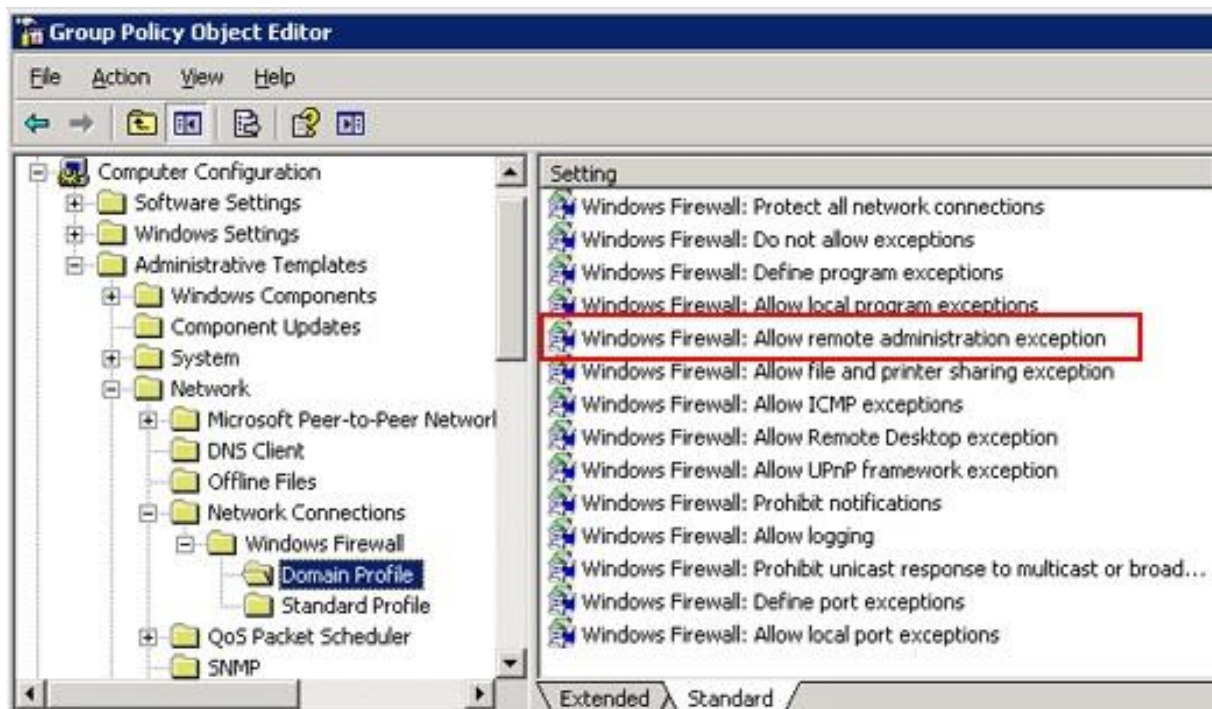 Group Policy Object Editor
File Action View Help
Computer Configuration
Software Settings
Windows Settings
Administrative Templates
Windows Components
Component Updates
System
Network
Microsoft Peer-to-Peer Networl
DNS Client
Offline Files
Network Connections
Windows Firewall
Domain Profile
Standard Profile
QoS Packet Scheduler
SNMP
Setting
Windows Firewall: Protect all network connections
Windows Firewall: Do not allow exceptions
Windows Firewall: Define program exceptions
Windows Firewall: Allow local program exceptions
Windows Firewall: Allow remote administration exception
Windows Firewall: Allow file and printer sharing exception
Windows Firewall: Allow ICMP exceptions
Windows Firewall: Allow Remote Desktop exception
Windows Firewall: Allow UPnP framework exception
Windows Firewall: Prohibit notifications
Windows Firewall: Allow logging
Windows Firewall: Prohibit unicast response to multicast or broad...
Windows Firewall: Define port exceptions
Windows Firewall: Allow local port exceptions
Extended Standard